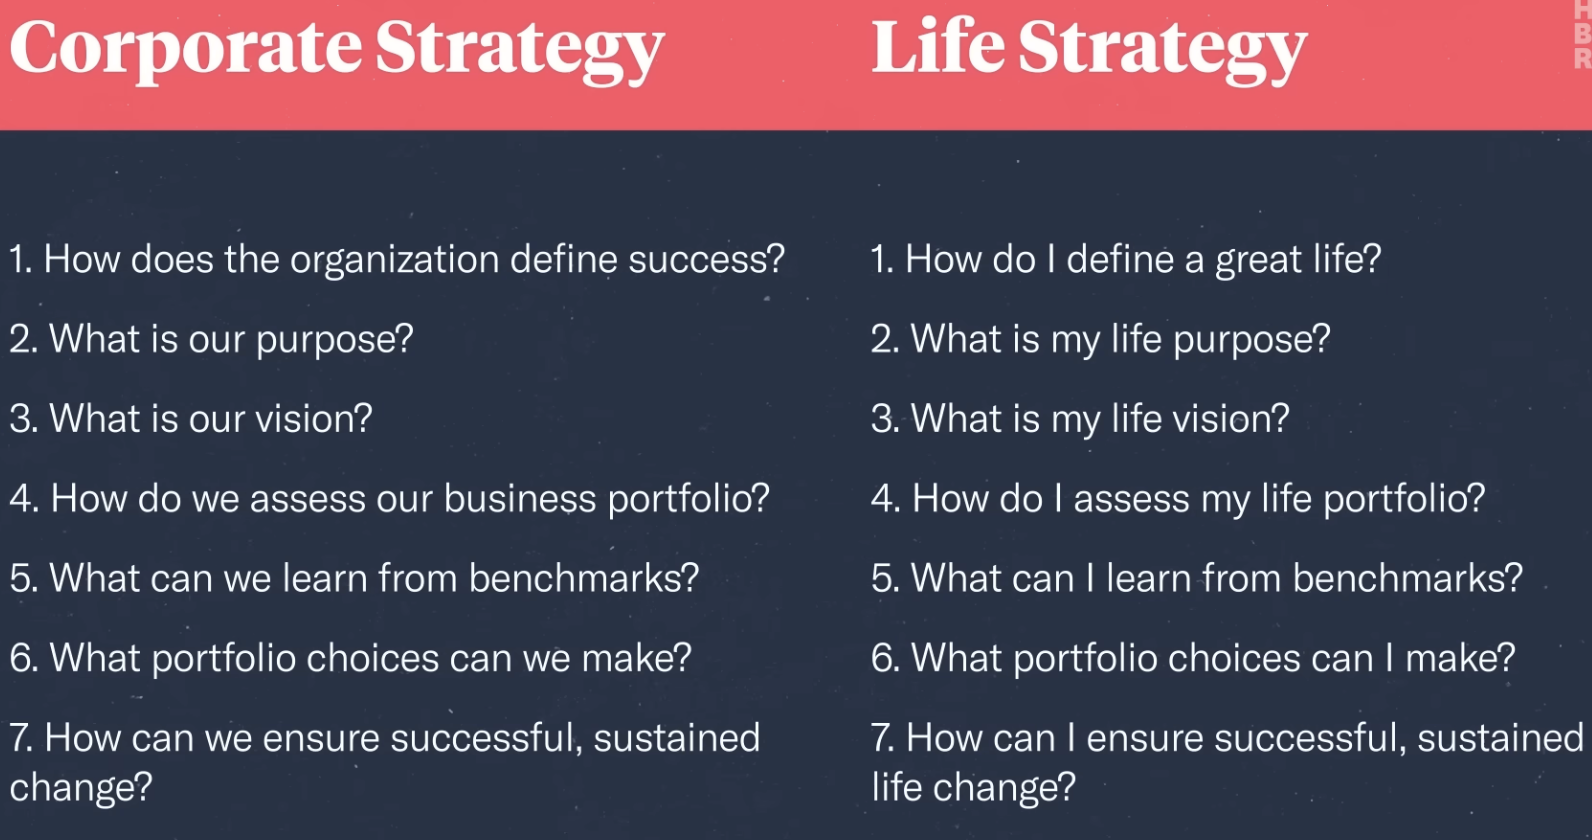 Corporate Strategy
Life Strategy
H
B
R
1. How does the organization define success?
2. What is our purpose?
3. What is our vision?
4. How do we assess our business portfolio?
5. What can we learn from benchmarks?
6. What portfolio choices can we make?
7. How can we ensure successful, sustained
change?
1. How do I define a great life?
2. What is my life purpose?
3. What is my life vision?
4. How do I assess my life portfolio?
5. What can I learn from benchmarks?
6. What portfolio choices can I make?
7. How can I ensure successful, sustained
life change?